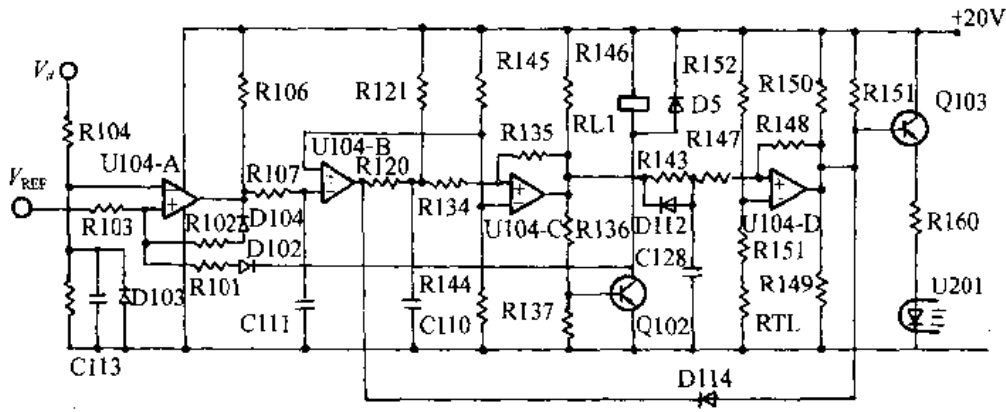 +20V
V_d
R104
R106
R121
R145
R146
R152
R150
R151
Q103
D5
RL1
R135
R147
R148
U104-A
U104-B
R107
R120
R143
V_REF
R103
R102
D104
R134
U104-C
D112
U104-D
R160
D102
R136
C128
R151
R101
D103
R144
R149
U201
C111
C110
R137
Q102
RTL
C113
D114